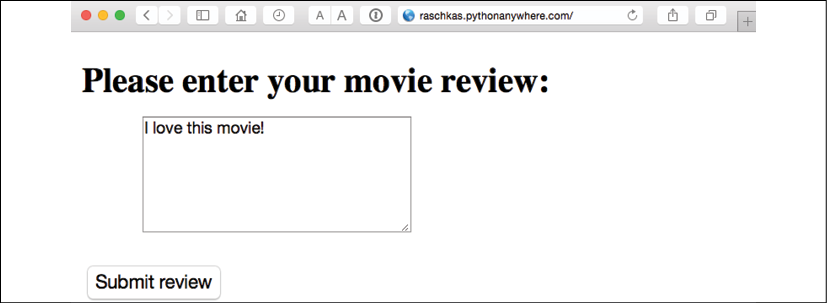 A A raschkas.pythonanywhere.com/
Please enter your movie review:
I love this movie!
Submit review